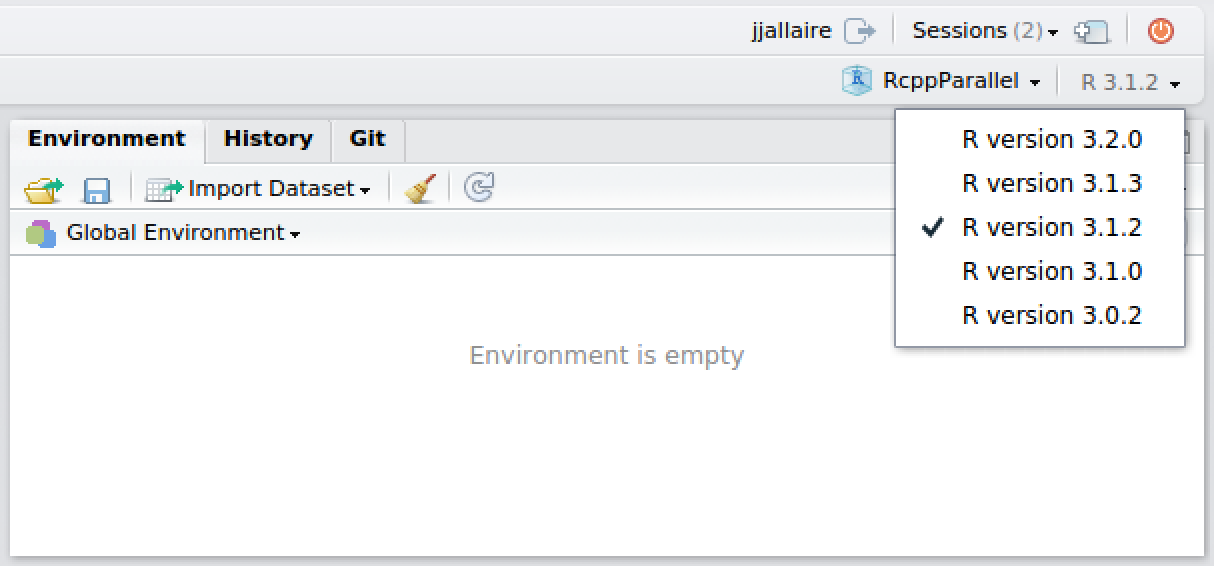 jjallaire Sessions (2)
RcppParallel R 3.1.2
Environment History Git
Import Dataset
Global Environment
R version 3.2.0
R version 3.1.3
R version 3.1.2
R version 3.1.0
R version 3.0.2
Environment is empty